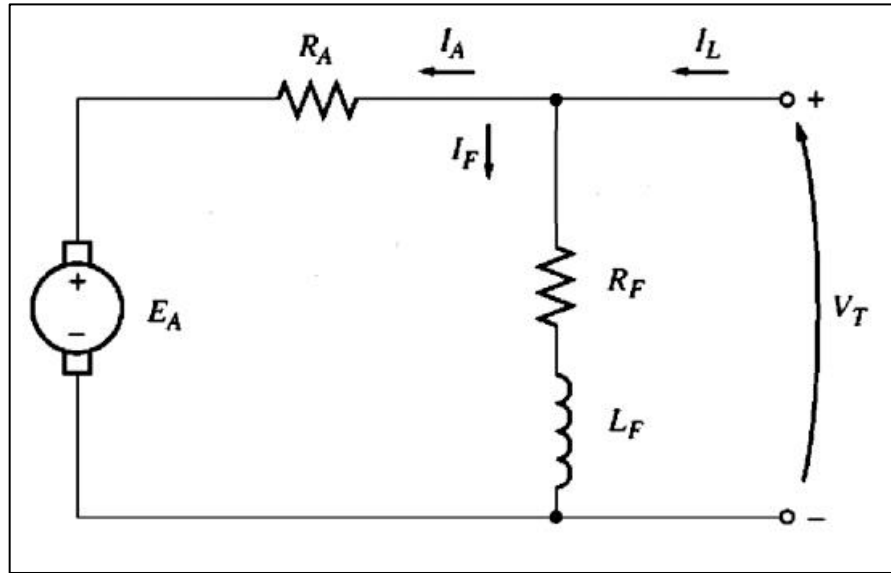 R_A
I_A
I_L
+
I_F
+
E_A
−
R_F
V_T
L_F
−